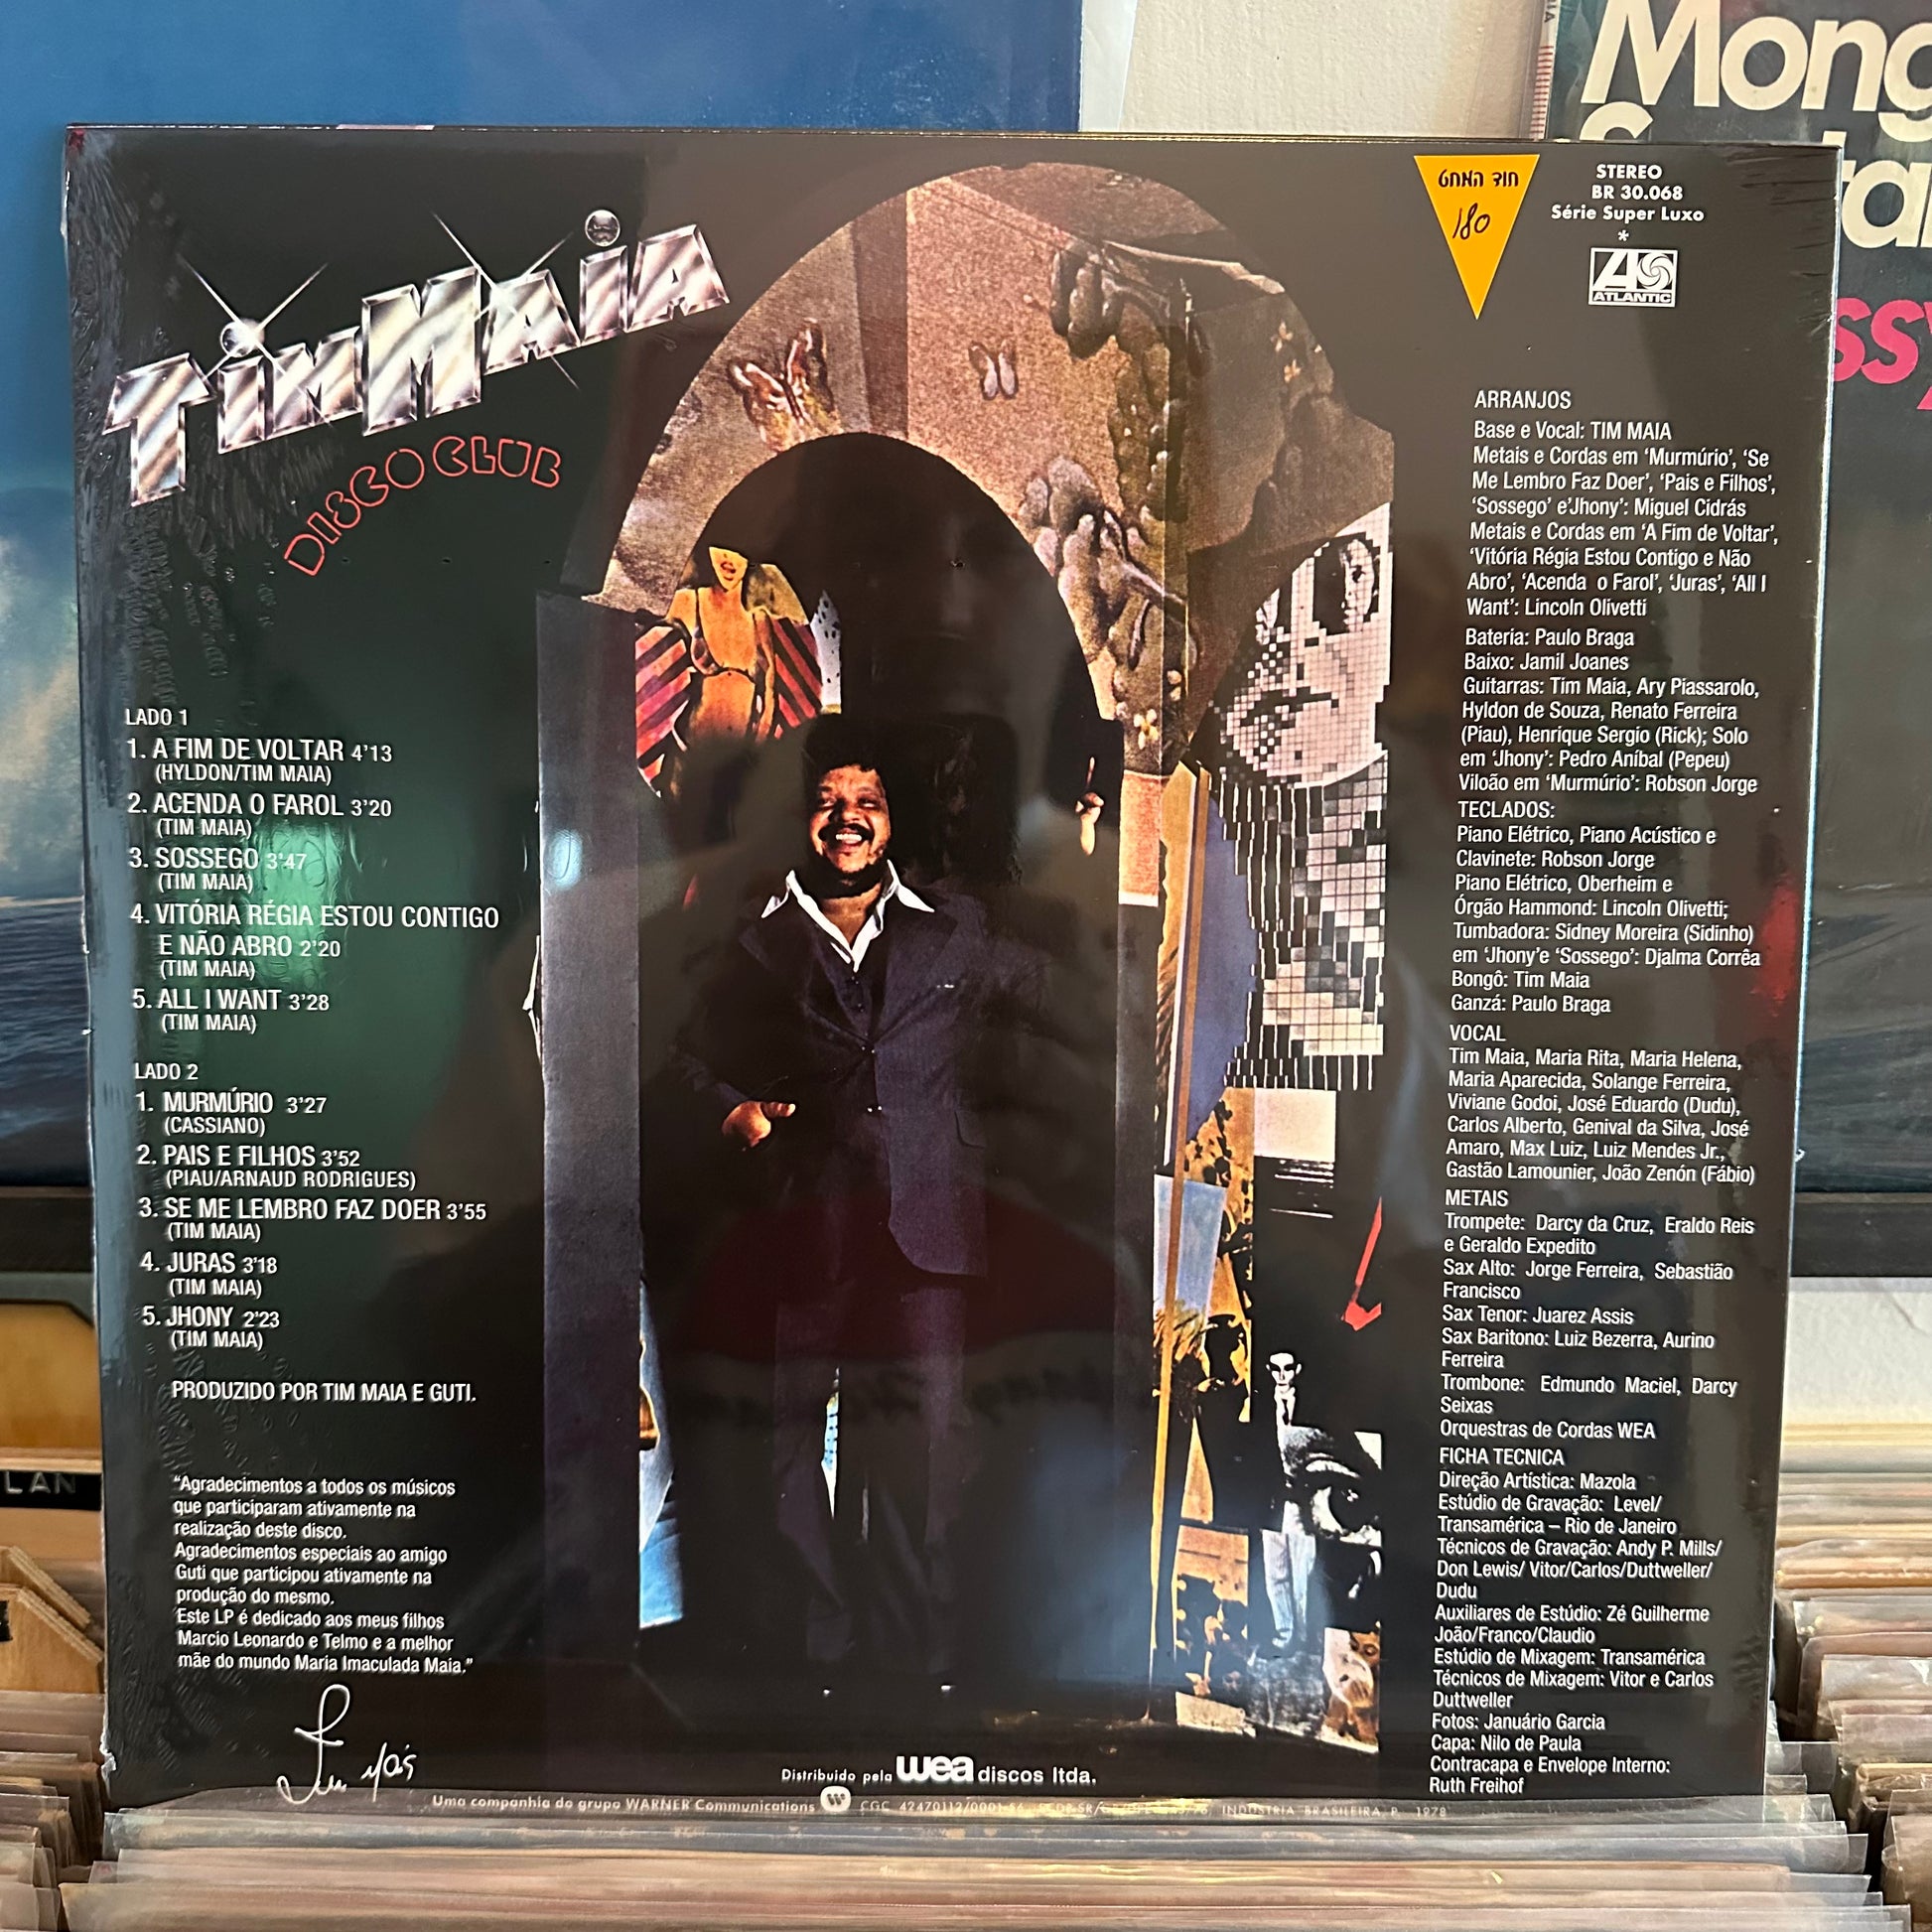 TIM MAIA
DISCO CLUB
LADO 1
1. A FIM DE VOLTAR 4'13
(HYLDON/TIM MAIA)
2. ACENDA O FAROL 3'20
(TIM MAIA)
3. SOSSEGO 3'47
(TIM MAIA)
4. VITÓRIA RÉGIA ESTOU CONTIGO
E NÃO ABRO 2'20
(TIM MAIA)
5. ALL I WANT 3'28
(TIM MAIA)
LADO 2
1. MURMÚRIO 3'27
(CASSIANO)
2. PAIS E FILHOS 3'52
(PIAU/ARNAUD RODRIGUES)
3. SE ME LEMBRO FAZ DOER 3'55
(TIM MAIA)
4. JURAS 3'18
(TIM MAIA)
5. JHONY 2'23
(TIM MAIA)
PRODUZIDO POR TIM MAIA E GUTI.
“Agradecimentos a todos os músicos
que participaram ativamente na
realização deste disco.
Agradecimentos especiais ao amigo
Guti que participou ativamente na
produção do mesmo.
Este LP é dedicado aos meus filhos
Marcio Leonardo e Telmo e a melhor
mãe do mundo Maria Imaculada Maia.”
חוד המחט
180
STEREO
BR 30.068
Série Super Luxo
*
ATLANTIC
ARRANJOS
Base e Vocal: TIM MAIA
Metais e Cordas em ‘Murmúrio’, ‘Se
Me Lembro Faz Doer’, ‘Pais e Filhos’,
‘Sossego’ e‘Jhony’: Miguel Cidrás
Metais e Cordas em ‘A Fim de Voltar’,
‘Vitória Régia Estou Contigo e Não
Abro’, ‘Acenda o Farol’, ‘Juras’, ‘All I
Want’: Lincoln Olivetti
Bateria: Paulo Braga
Baixo: Jamil Joanes
Guitarras: Tim Maia, Ary Piassarolo,
Hyldon de Souza, Renato Ferreira
(Piau), Henrique Sergio (Rick); Solo
em ‘Jhony’: Pedro Aníbal (Pepeu)
Viloão em ‘Murmúrio’: Robson Jorge
TECLADOS:
Piano Elétrico, Piano Acústico e
Clavinete: Robson Jorge
Piano Elétrico, Oberheim e
Órgão Hammond: Lincoln Olivetti;
Tumbadora: Sidney Moreira (Sidinho)
em ‘Jhony’e ‘Sossego’: Djalma Corrêa
Bongô: Tim Maia
Ganzá: Paulo Braga
VOCAL
Tim Maia, Maria Rita, Maria Helena,
Maria Aparecida, Solange Ferreira,
Viviane Godoi, José Eduardo (Dudu),
Carlos Alberto, Genival da Silva, José
Amaro, Max Luiz, Luiz Mendes Jr.,
Gastão Lamounier, João Zenón (Fábio)
METAIS
Trompete: Darcy da Cruz, Eraldo Reis
e Geraldo Expedito
Sax Alto: Jorge Ferreira, Sebastião
Francisco
Sax Tenor: Juarez Assis
Sax Baritono: Luiz Bezerra, Aurino
Ferreira
Trombone: Edmundo Maciel, Darcy
Seixas
Orquestras de Cordas WEA
FICHA TECNICA
Direção Artística: Mazola
Estúdio de Gravação: Level/
Transamérica – Rio de Janeiro
Técnicos de Gravação: Andy P. Mills/
Don Lewis/ Vitor/Carlos/Duttweller/
Dudu
Auxiliares de Estúdio: Zé Guilherme
João/Franco/Claudio
Estúdio de Mixagem: Transamérica
Técnicos de Mixagem: Vitor e Carlos
Duttweller
Fotos: Januário Garcia
Capa: Nilo de Paula
Contracapa e Envelope Interno:
Ruth Freihof
Distribuido pela wea discos ltda.
Uma companhia do grupo WARNER Communications
INDÚSTRIA BRASILEIRA P. 1978
Mong
LAN